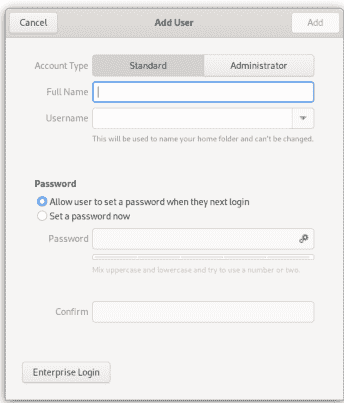 Cancel Add User Add
Account Type Standard Administrator
Full Name
Username
This will be used to name your home folder and can't be changed.
Password
Allow user to set a password when they next login
Set a password now
Password
Mix uppercase and lowercase and try to use a number or two.
Confirm
Enterprise Login